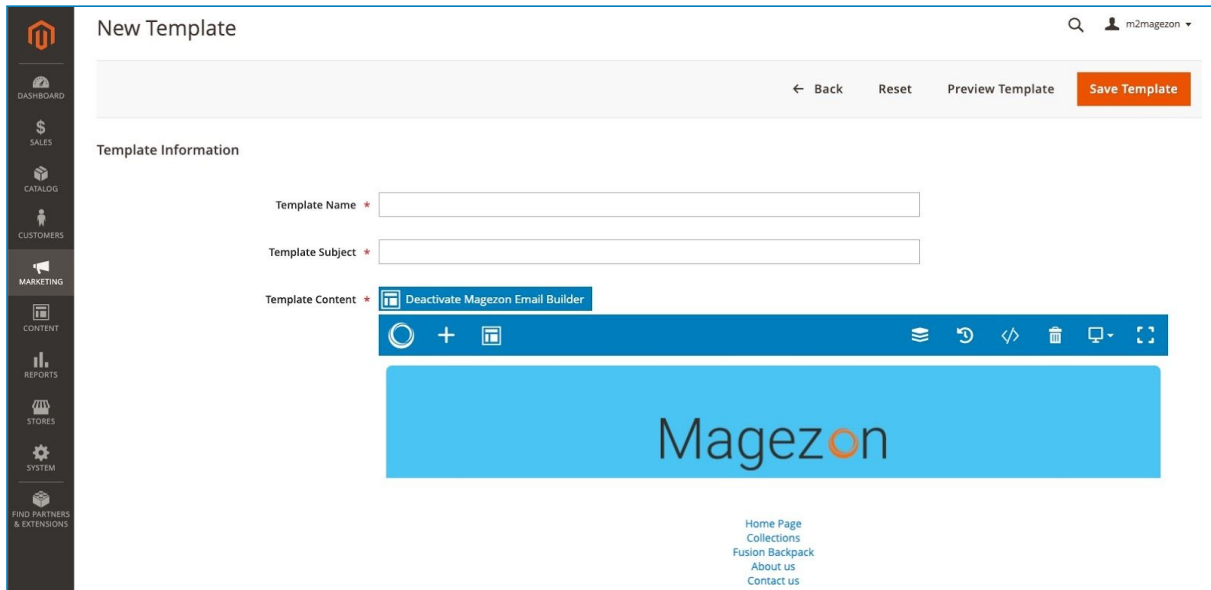 New Template
m2magezon
← Back Reset Preview Template Save Template
Template Information
Template Name *
Template Subject *
Template Content * Deactivate Magezon Email Builder
Magezon
Home Page
Collections
Fusion Backpack
About us
Contact us
DASHBOARD
$
SALES
CATALOG
CUSTOMERS
MARKETING
CONTENT
REPORTS
STORES
SYSTEM
FIND PARTNERS
& EXTENSIONS